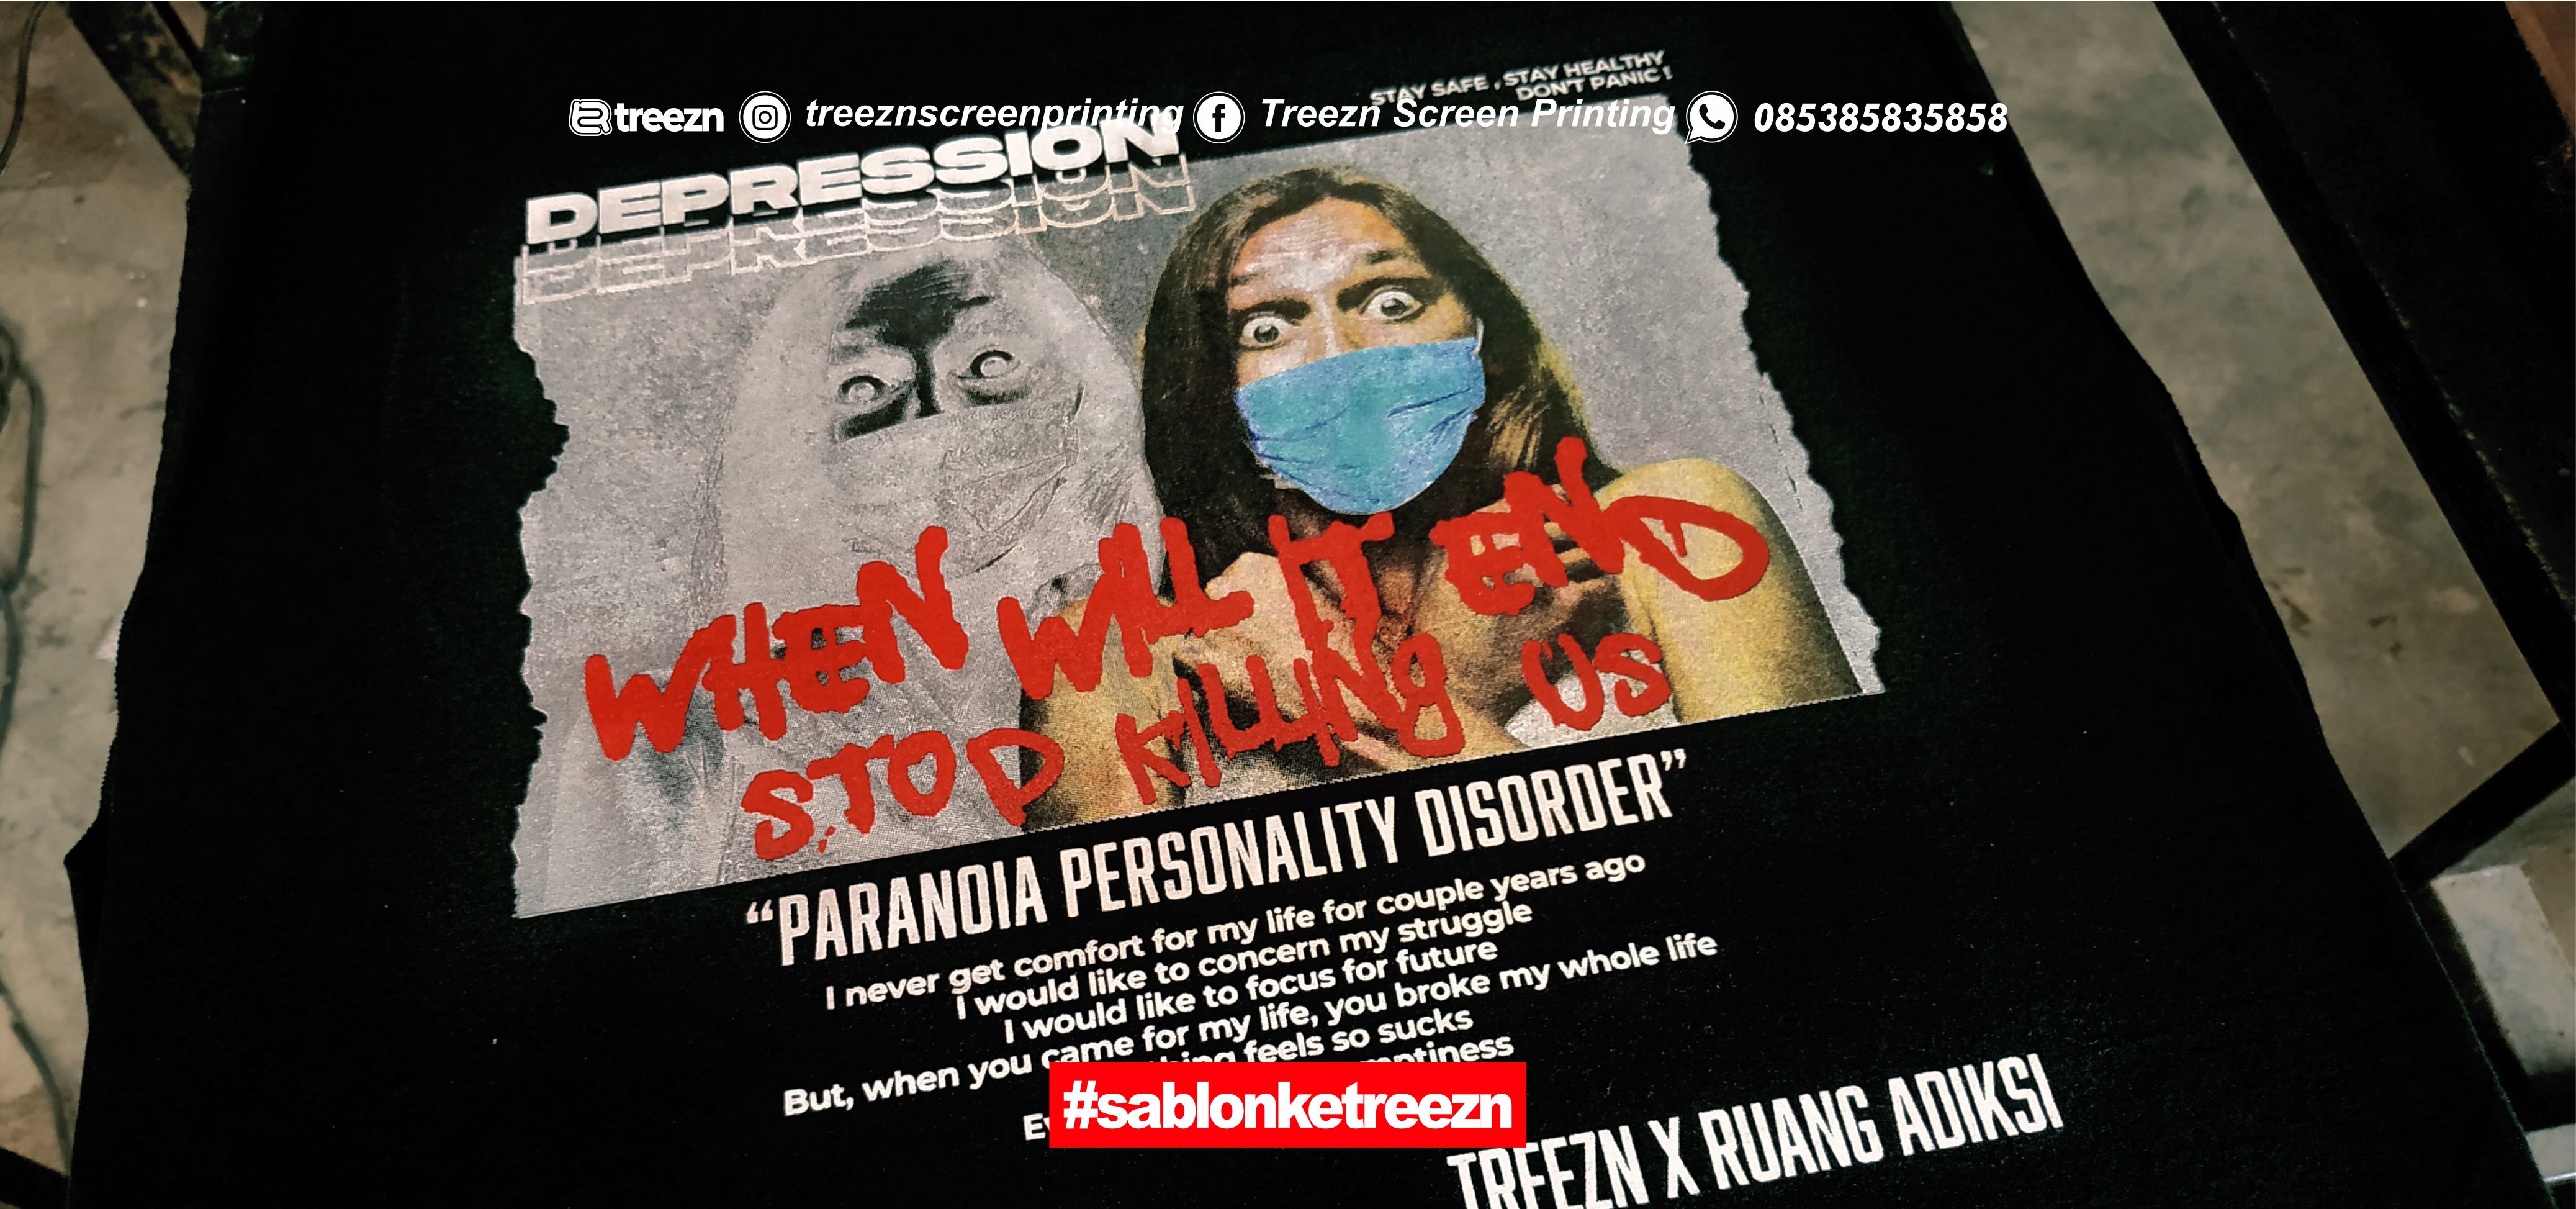 STAY SAFE , STAY HEALTHY
DON'T PANIC !
treezn treeznscreenprinting Treezn Screen Printing 085385835858
DEPRESSION
DEPRESSION
DEPRESSION
WHEN WILL IT END
STOP KILLING US
“PARANOIA PERSONALITY DISORDER”
I never get comfort for my life for couple years ago
I would like to concern my struggle
I would like to focus for future
But, when you came for my life, you broke my whole life
feels so sucks
#sablonketreezn
TREEZN X RUANG ADIKSI